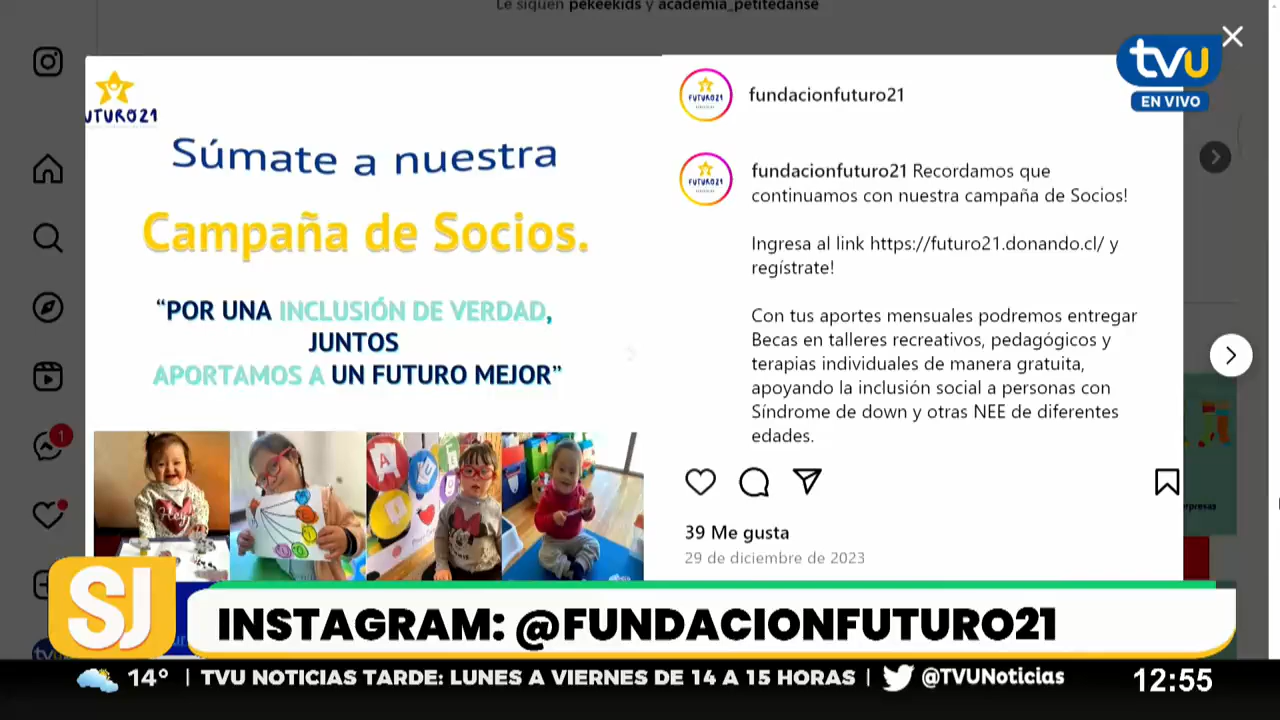 Le siguen pekeekids y academia_petitedanse
tvu
EN VIVO
FUTURO21
Súmate a nuestra
Campaña de Socios.
“POR UNA INCLUSIÓN DE VERDAD,
JUNTOS
APORTAMOS A UN FUTURO MEJOR”
fundacionfuturo21
fundacionfuturo21 Recordamos que
continuamos con nuestra campaña de Socios!
Ingresa al link https://futuro21.donando.cl/ y
regístrate!
Con tus aportes mensuales podremos entregar
Becas en talleres recreativos, pedagógicos y
terapias individuales de manera gratuita,
apoyando la inclusión social a personas con
Síndrome de down y otras NEE de diferentes
edades.
39 Me gusta
29 de diciembre de 2023
1
SJ
INSTAGRAM: @FUNDACIONFUTURO21
14° | TVU NOTICIAS TARDE: LUNES A VIERNES DE 14 A 15 HORAS | @TVUNoticias
12:55